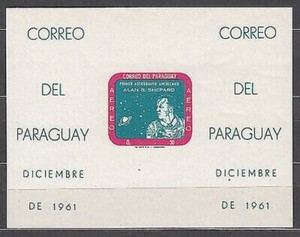 CORREO
DEL
PARAGUAY
DICIEMBRE
DE 1961
CORREO DEL PARAGUAY
PRIMER ASTRONAUTA AMERICANO
ALAN B. SHEPARD
AEREO
AEREO
CORREO
DEL
PARAGUAY
DICIEMBRE
DE 1961